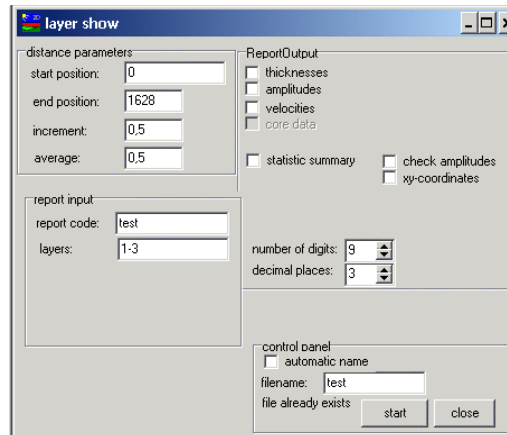 layer show
distance parameters
start position: 0
end position: 1628
increment: 0,5
average: 0,5
ReportOutput
thicknesses
amplitudes
velocities
core data
statistic summary
check amplitudes
xy-coordinates
report input
report code: test
layers: 1-3
number of digits: 9
decimal places: 3
control panel
automatic name
filename: test
file already exists
start
close